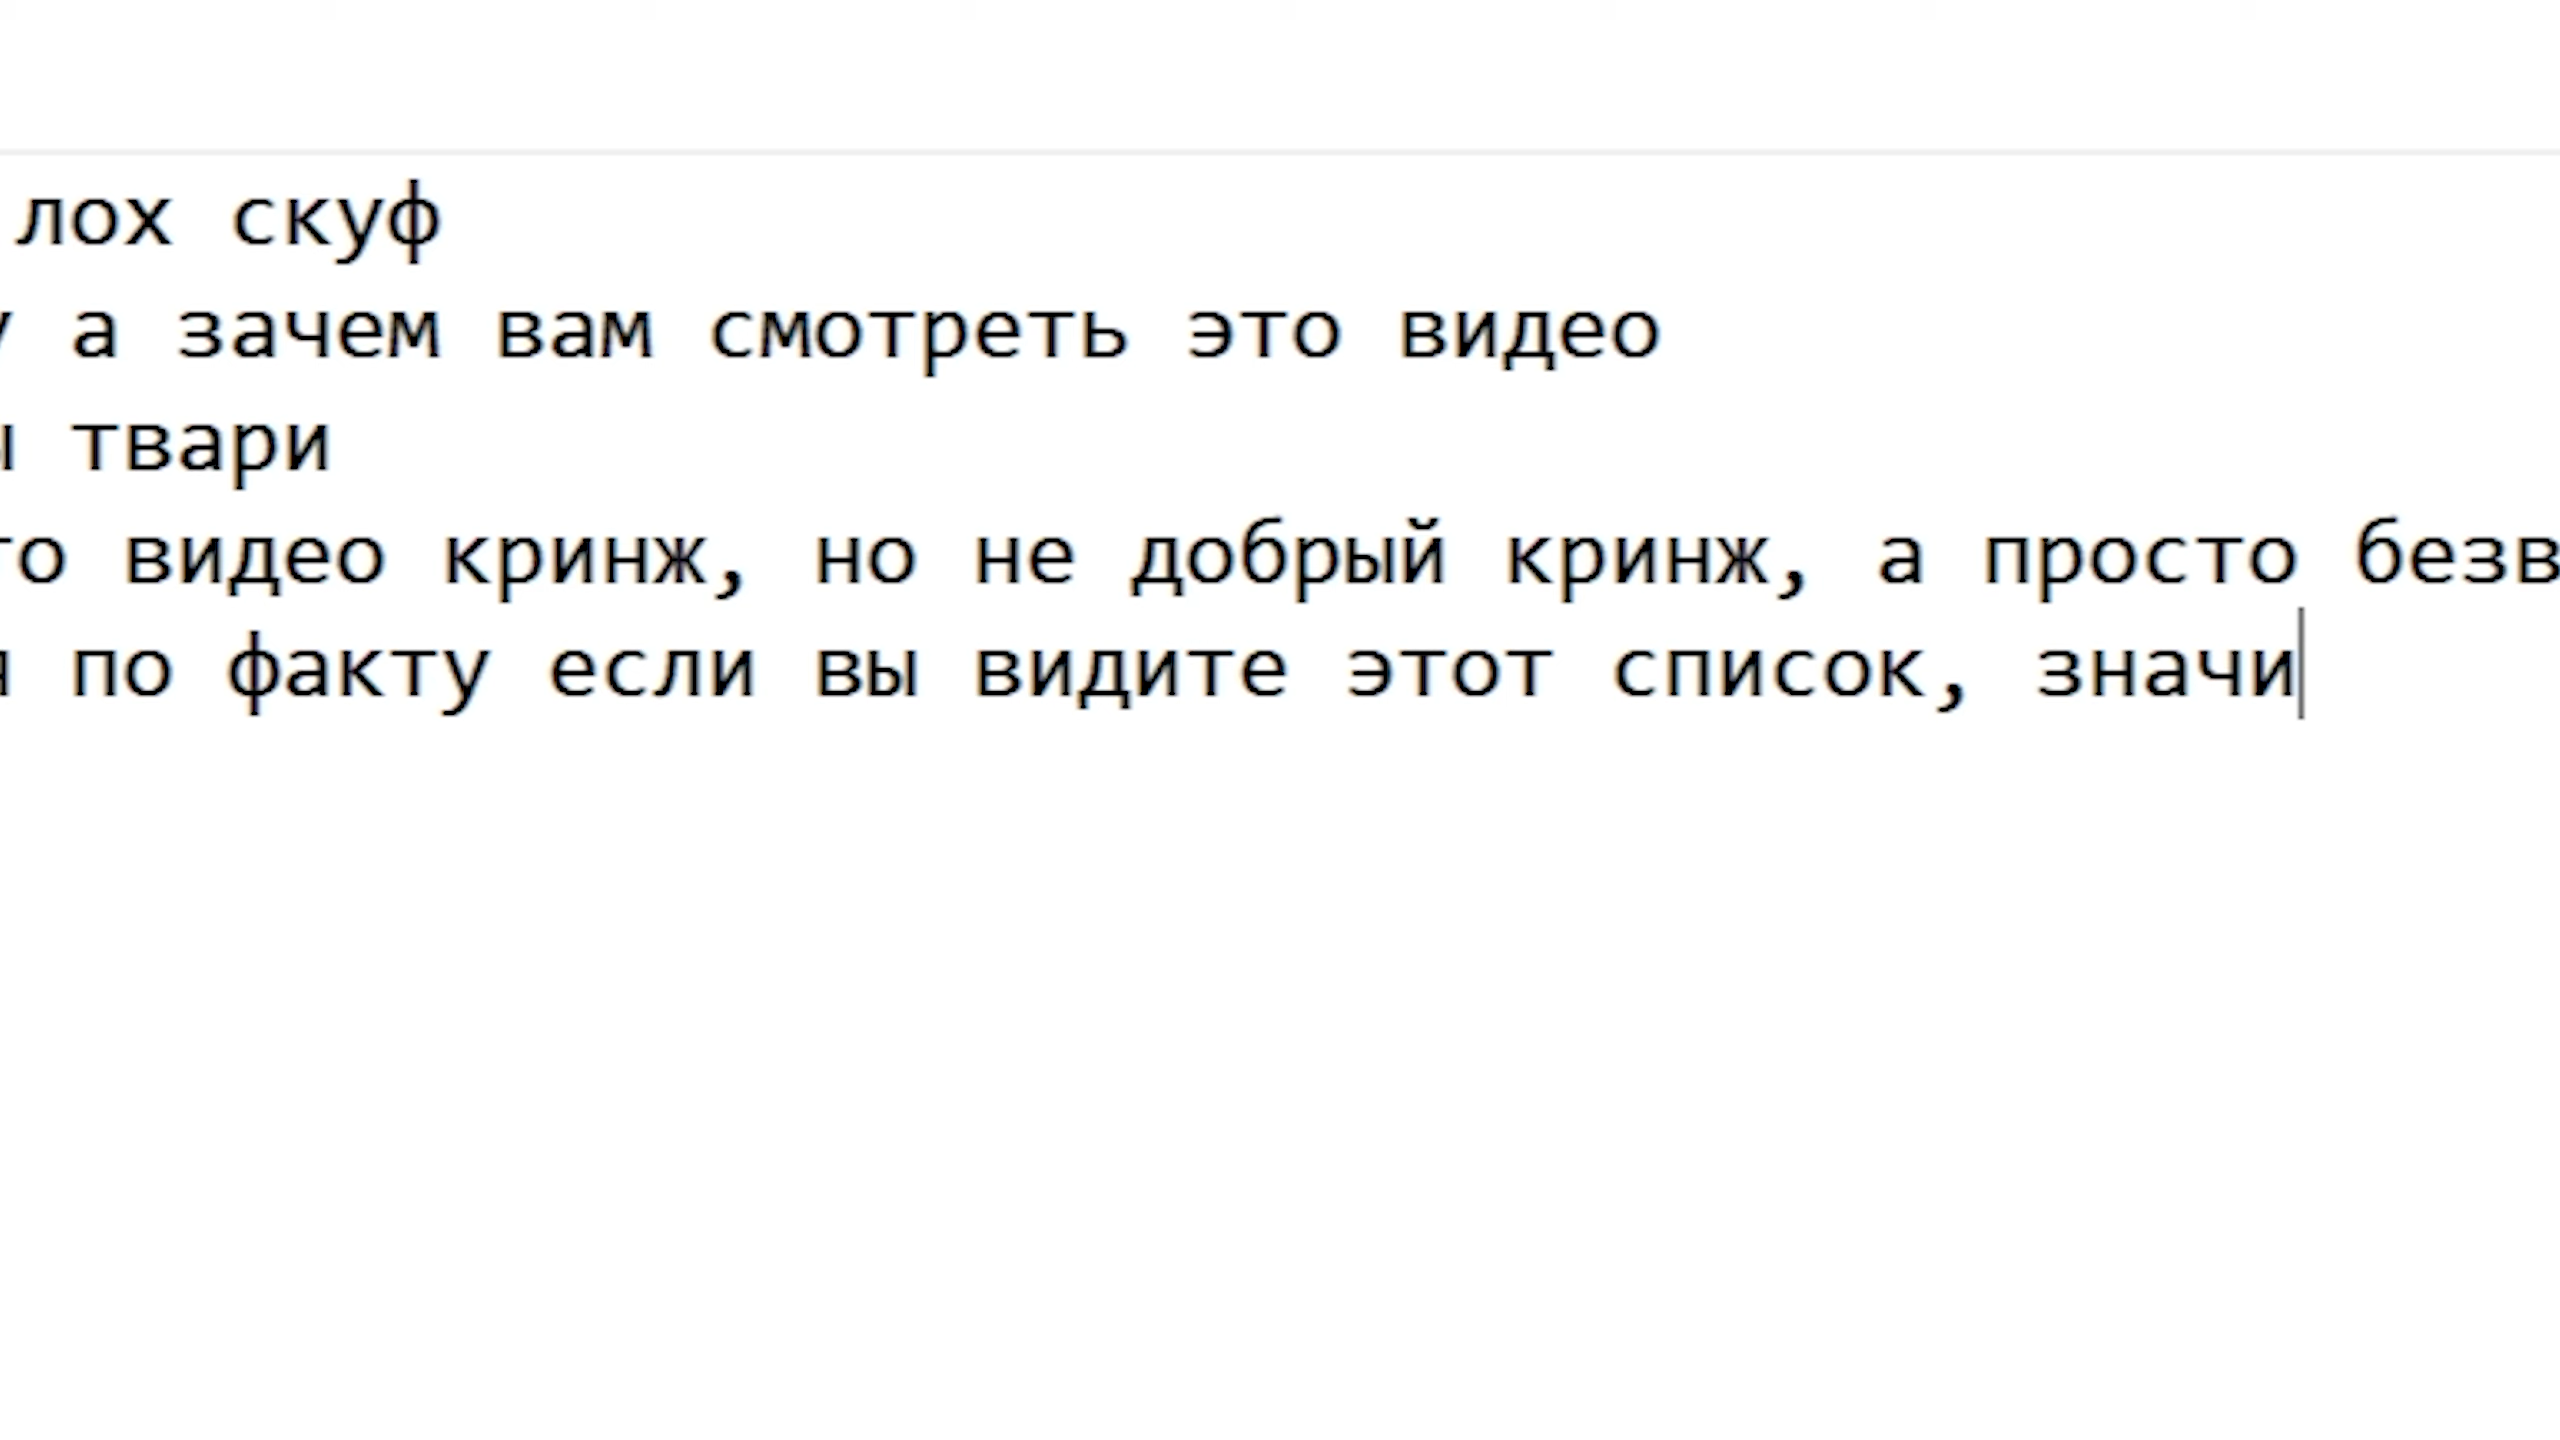 лох скуф
а зачем вам смотреть это видео
твари
видео кринж, но не добрый кринж, а просто
по факту если вы видите этот список, значи